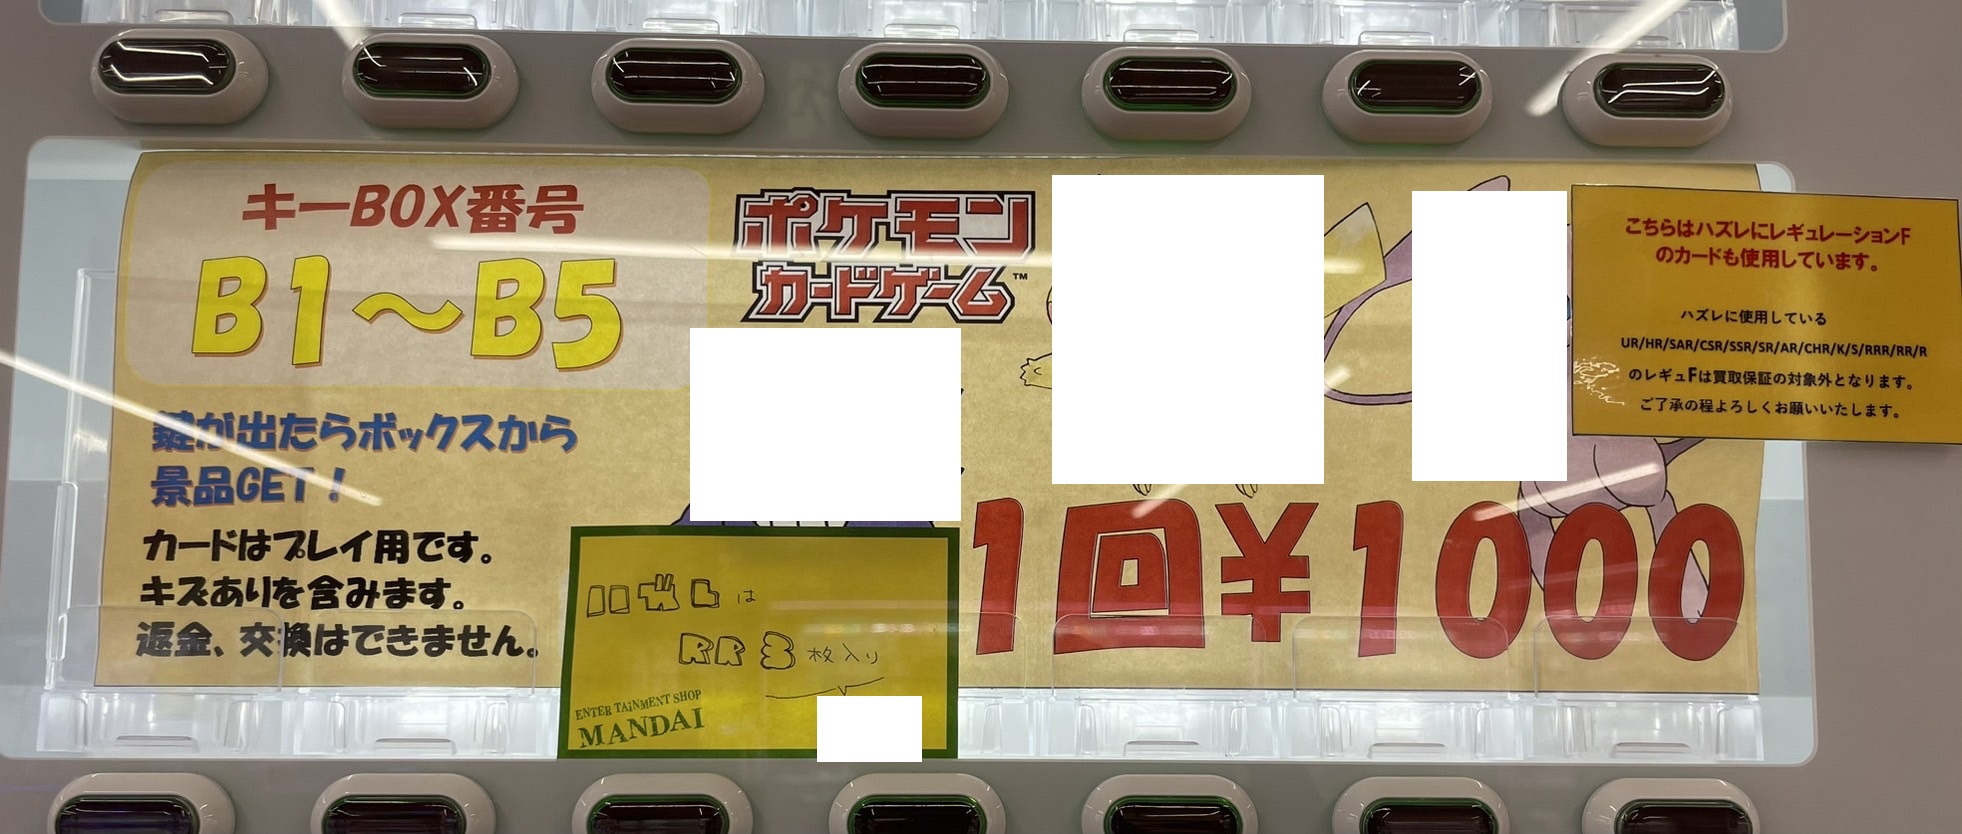 キーBOX番号
B1～B5
鍵が出たらボックスから
景品GET！
カードはプレイ用です。
キズありを含みます。
返金、交換はできません。
ポケモン
カードゲーム™
1回¥1000
ハズレは
RR3枚入り
ENTERTAINMENT SHOP
MANDAI
こちらはハズレにレギュレーションF
のカードも使用しています。
ハズレに使用している
UR/HR/SAR/CSR/SSR/SR/AR/CHR/K/S/RRR/RR/R
のレギュFは買取保証の対象外となります。
ご了承の程よろしくお願いいたします。